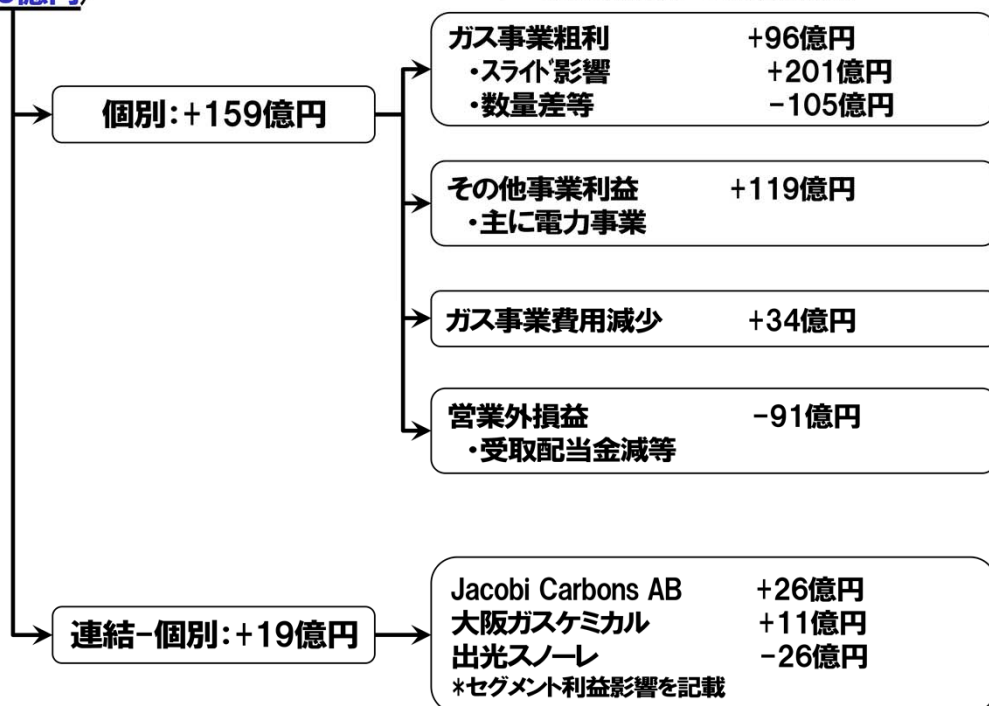 億円)
ガス事業粗利 +96億円
・スライド影響 +201億円
・数量差等 -105億円
個別:+159億円
その他事業利益 +119億円
・主に電力事業
ガス事業費用減少 +34億円
営業外損益 -91億円
・受取配当金減等
Jacobi Carbons AB +26億円
連結-個別:+19億円
大阪ガスケミカル +11億円
出光スノーレ -26億円
*セグメント利益影響を記載